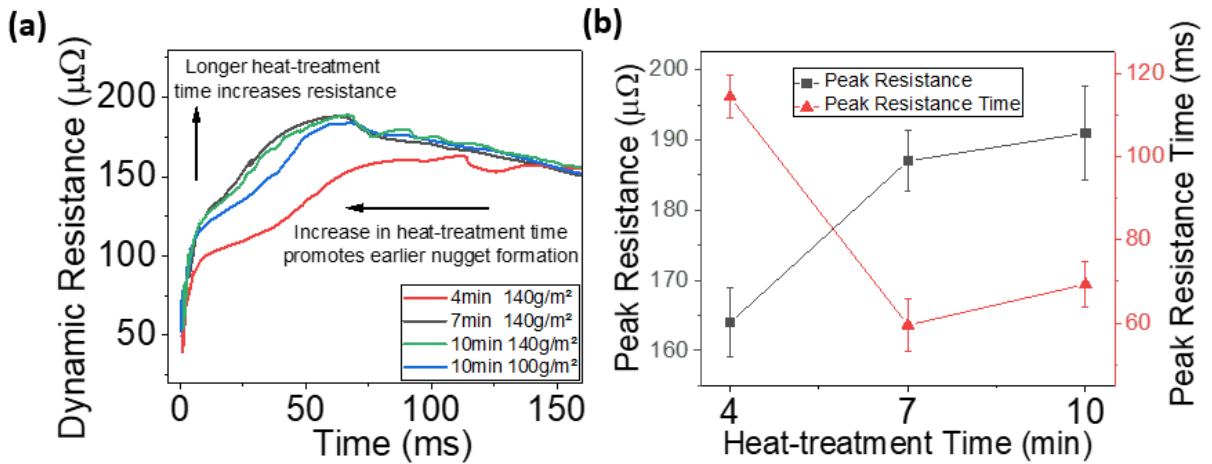 (a)
Dynamic Resistance (μΩ)
200
150
100
50
Longer heat-treatment
time increases resistance
Increase in heat-treatment time
promotes earlier nugget formation
4min 140g/m²
7min 140g/m²
10min 140g/m²
10min 100g/m²
0
50
100
150
Time (ms)
(b)
Peak Resistance (μΩ)
200
190
180
170
160
Peak Resistance
Peak Resistance Time
120
100
80
60
Peak Resistance Time (ms)
4
7
10
Heat-treatment Time (min)